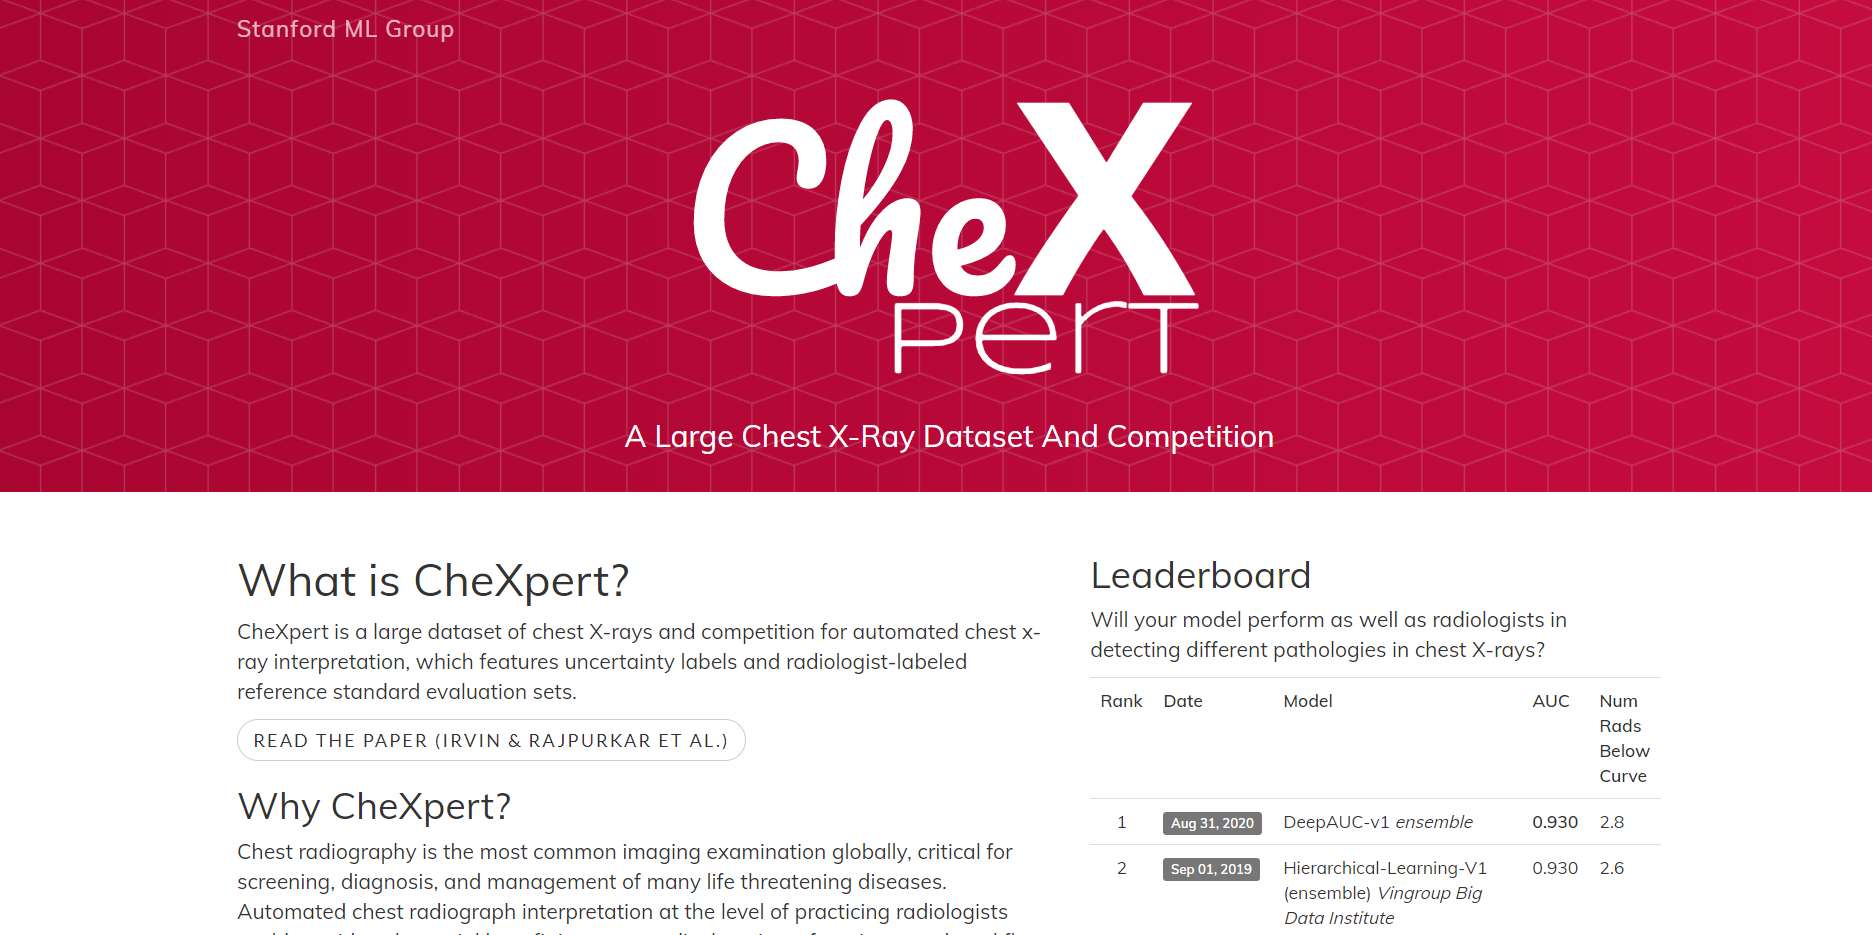 Stanford ML Group
CheX
pert
A Large Chest X-Ray Dataset And Competition
What is CheXpert?
CheXpert is a large dataset of chest X-rays and competition for automated chest x-
ray interpretation, which features uncertainty labels and radiologist-labeled
reference standard evaluation sets.
READ THE PAPER (IRVIN & RAJPURKAR ET AL.)
Why CheXpert?
Chest radiography is the most common imaging examination globally, critical for
screening, diagnosis, and management of many life threatening diseases.
Automated chest radiograph interpretation at the level of practicing radiologists
Leaderboard
Will your model perform as well as radiologists in
detecting different pathologies in chest X-rays?
Rank Date Model AUC Num
Rads
Below
Curve
1 Aug 31, 2020 DeepAUC-v1 ensemble 0.930 2.8
2 Sep 01, 2019 Hierarchical-Learning-V1 0.930 2.6
(ensemble) Vingroup Big
Data Institute